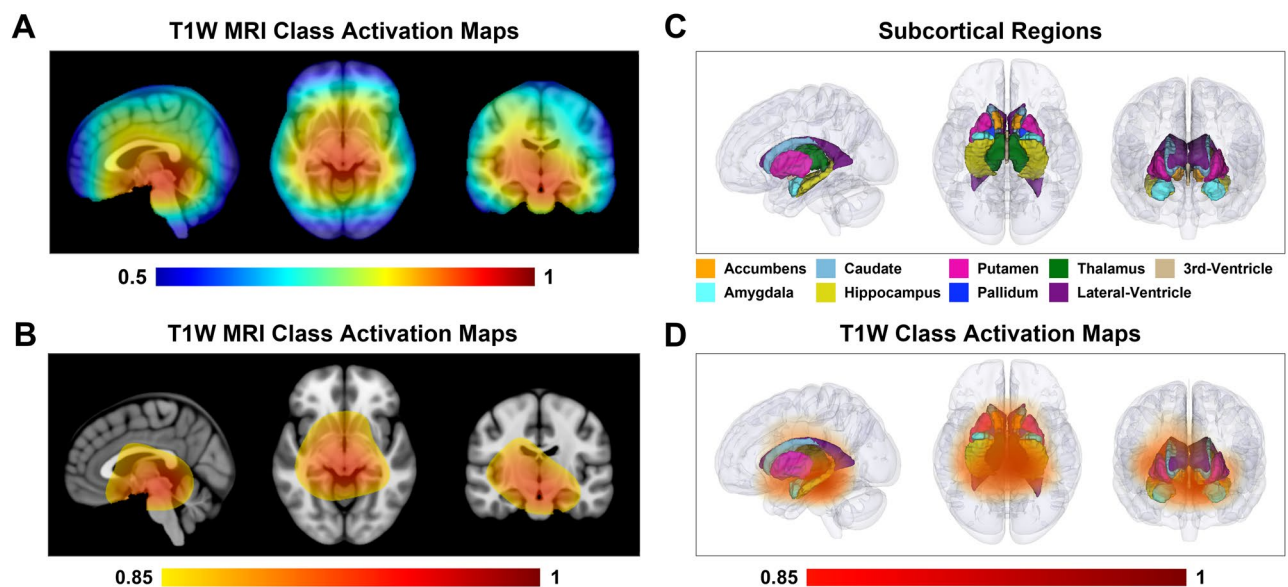 A
T1W MRI Class Activation Maps
0.5
1
B
T1W MRI Class Activation Maps
0.85
1
C
Subcortical Regions
Accumbens
Caudate
Putamen
Thalamus
3rd-Ventricle
Amygdala
Hippocampus
Pallidum
Lateral-Ventricle
D
T1W Class Activation Maps
0.85
1